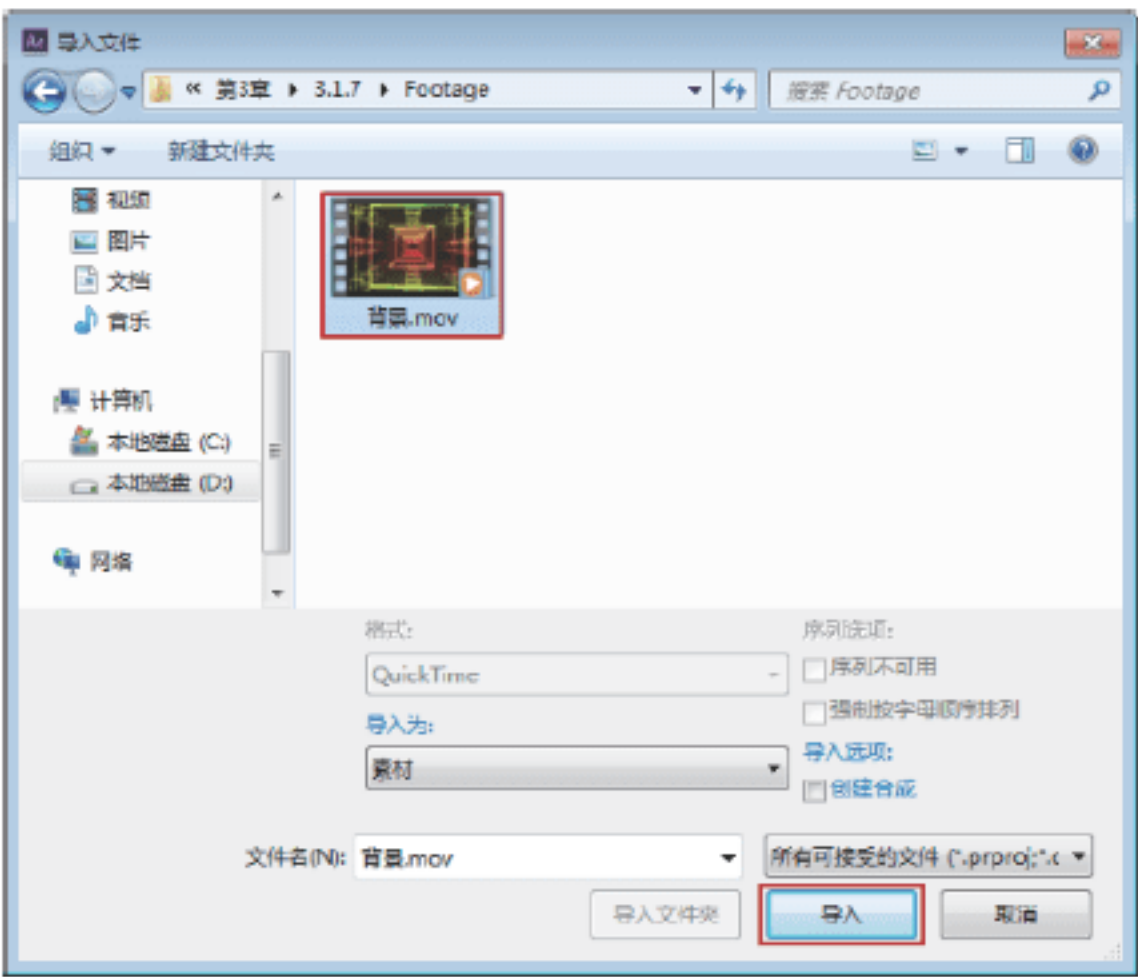 导入文件
« 第3章 ▸ 3.1.7 ▸ Footage
搜索 Footage
组织
新建文件夹
视频
图片
文档
音乐
计算机
本地磁盘 (C:)
本地磁盘 (D:)
网络
背景.mov
格式:
QuickTime
导入为:
素材
序列选项:
序列不可用
强制按字母顺序排列
导入选项:
创建合成
文件名(N):
背景.mov
所有可接受的文件 (*.prproj;*.c
导入文件夹
导入
取消